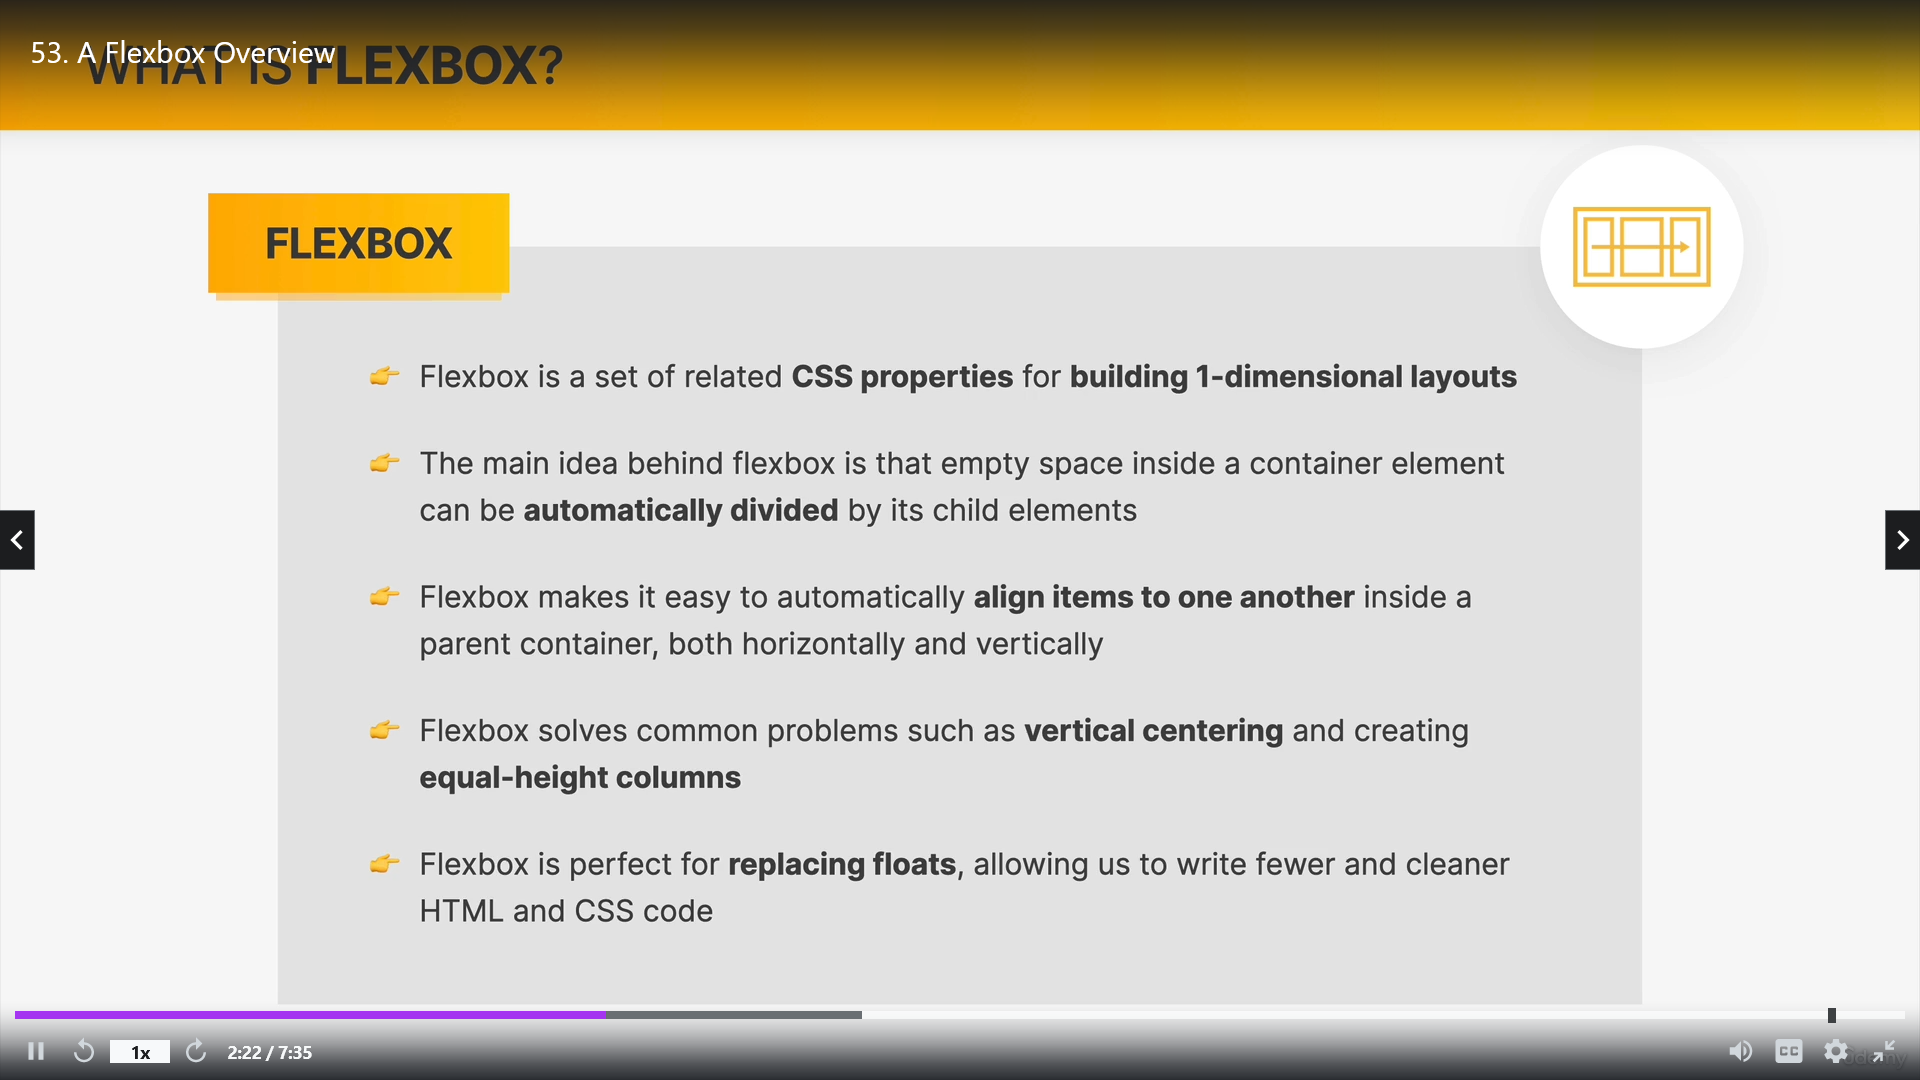 53. A Flexbox Overview
WHAT IS FLEXBOX?
FLEXBOX
👉 Flexbox is a set of related CSS properties for building 1-dimensional layouts
👉 The main idea behind flexbox is that empty space inside a container element
can be automatically divided by its child elements
👉 Flexbox makes it easy to automatically align items to one another inside a
parent container, both horizontally and vertically
👉 Flexbox solves common problems such as vertical centering and creating
equal-height columns
👉 Flexbox is perfect for replacing floats, allowing us to write fewer and cleaner
HTML and CSS code
1x
2:22 / 7:35
CC